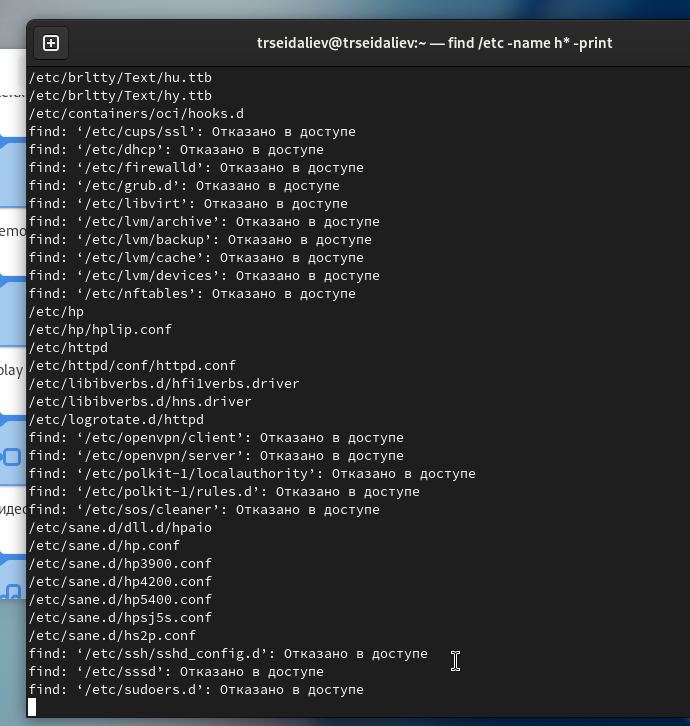 trseidaliev@trseidaliev:~ — find /etc -name h* -print
/etc/brltty/Text/hu.ttb
/etc/brltty/Text/hy.ttb
/etc/containers/oci/hooks.d
find: ‘/etc/cups/ssl’: Отказано в доступе
find: ‘/etc/dhcp’: Отказано в доступе
find: ‘/etc/firewalld’: Отказано в доступе
find: ‘/etc/grub.d’: Отказано в доступе
find: ‘/etc/libvirt’: Отказано в доступе
find: ‘/etc/lvm/archive’: Отказано в доступе
find: ‘/etc/lvm/backup’: Отказано в доступе
find: ‘/etc/lvm/cache’: Отказано в доступе
find: ‘/etc/lvm/devices’: Отказано в доступе
find: ‘/etc/nftables’: Отказано в доступе
/etc/hp
/etc/hp/hplip.conf
/etc/httpd
/etc/httpd/conf/httpd.conf
/etc/libibverbs.d/hfi1verbs.driver
/etc/libibverbs.d/hns.driver
/etc/logrotate.d/httpd
find: ‘/etc/openvpn/client’: Отказано в доступе
find: ‘/etc/openvpn/server’: Отказано в доступе
find: ‘/etc/polkit-1/localauthority’: Отказано в доступе
find: ‘/etc/polkit-1/rules.d’: Отказано в доступе
find: ‘/etc/sos/cleaner’: Отказано в доступе
/etc/sane.d/dll.d/hpaio
/etc/sane.d/hp.conf
/etc/sane.d/hp3900.conf
/etc/sane.d/hp4200.conf
/etc/sane.d/hp5400.conf
/etc/sane.d/hpsj5s.conf
/etc/sane.d/hs2p.conf
find: ‘/etc/ssh/sshd_config.d’: Отказано в доступе
find: ‘/etc/sssd’: Отказано в доступе
find: ‘/etc/sudoers.d’: Отказано в доступе